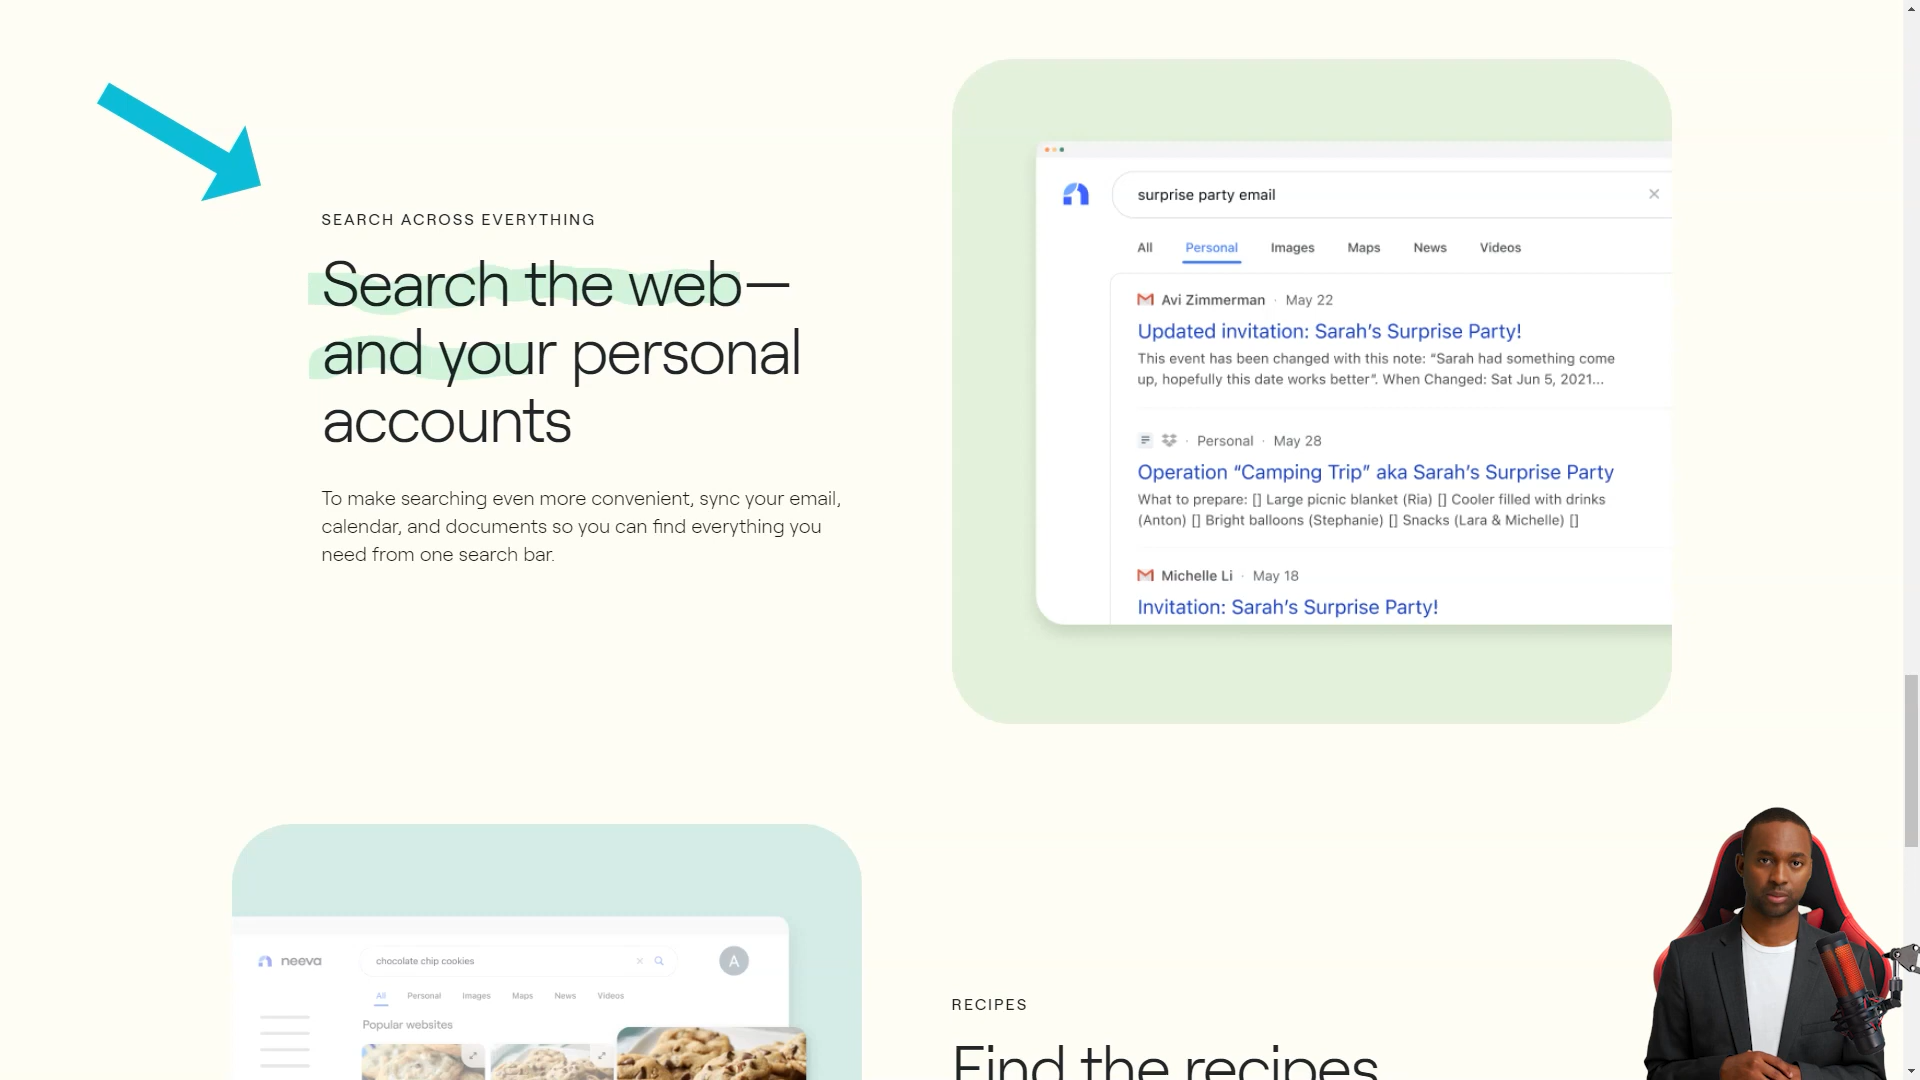 SEARCH ACROSS EVERYTHING
Search the web—
and your personal
accounts
To make searching even more convenient, sync your email,
calendar, and documents so you can find everything you
need from one search bar.
surprise party email
All Personal Images Maps News Videos
Avi Zimmerman · May 22
Updated invitation: Sarah’s Surprise Party!
This event has been changed with this note: “Sarah had something come
up, hopefully this date works better”. When Changed: Sat Jun 5, 2021...
· Personal · May 28
Operation “Camping Trip” aka Sarah’s Surprise Party
What to prepare: [] Large picnic blanket (Ria) [] Cooler filled with drinks
(Anton) [] Bright balloons (Stephanie) [] Snacks (Lara & Michelle) []
Michelle Li · May 18
Invitation: Sarah’s Surprise Party!
neeva
chocolate chip cookies
A
All Personal Images Maps News Videos
Popular websites
RECIPES
Find the recipes